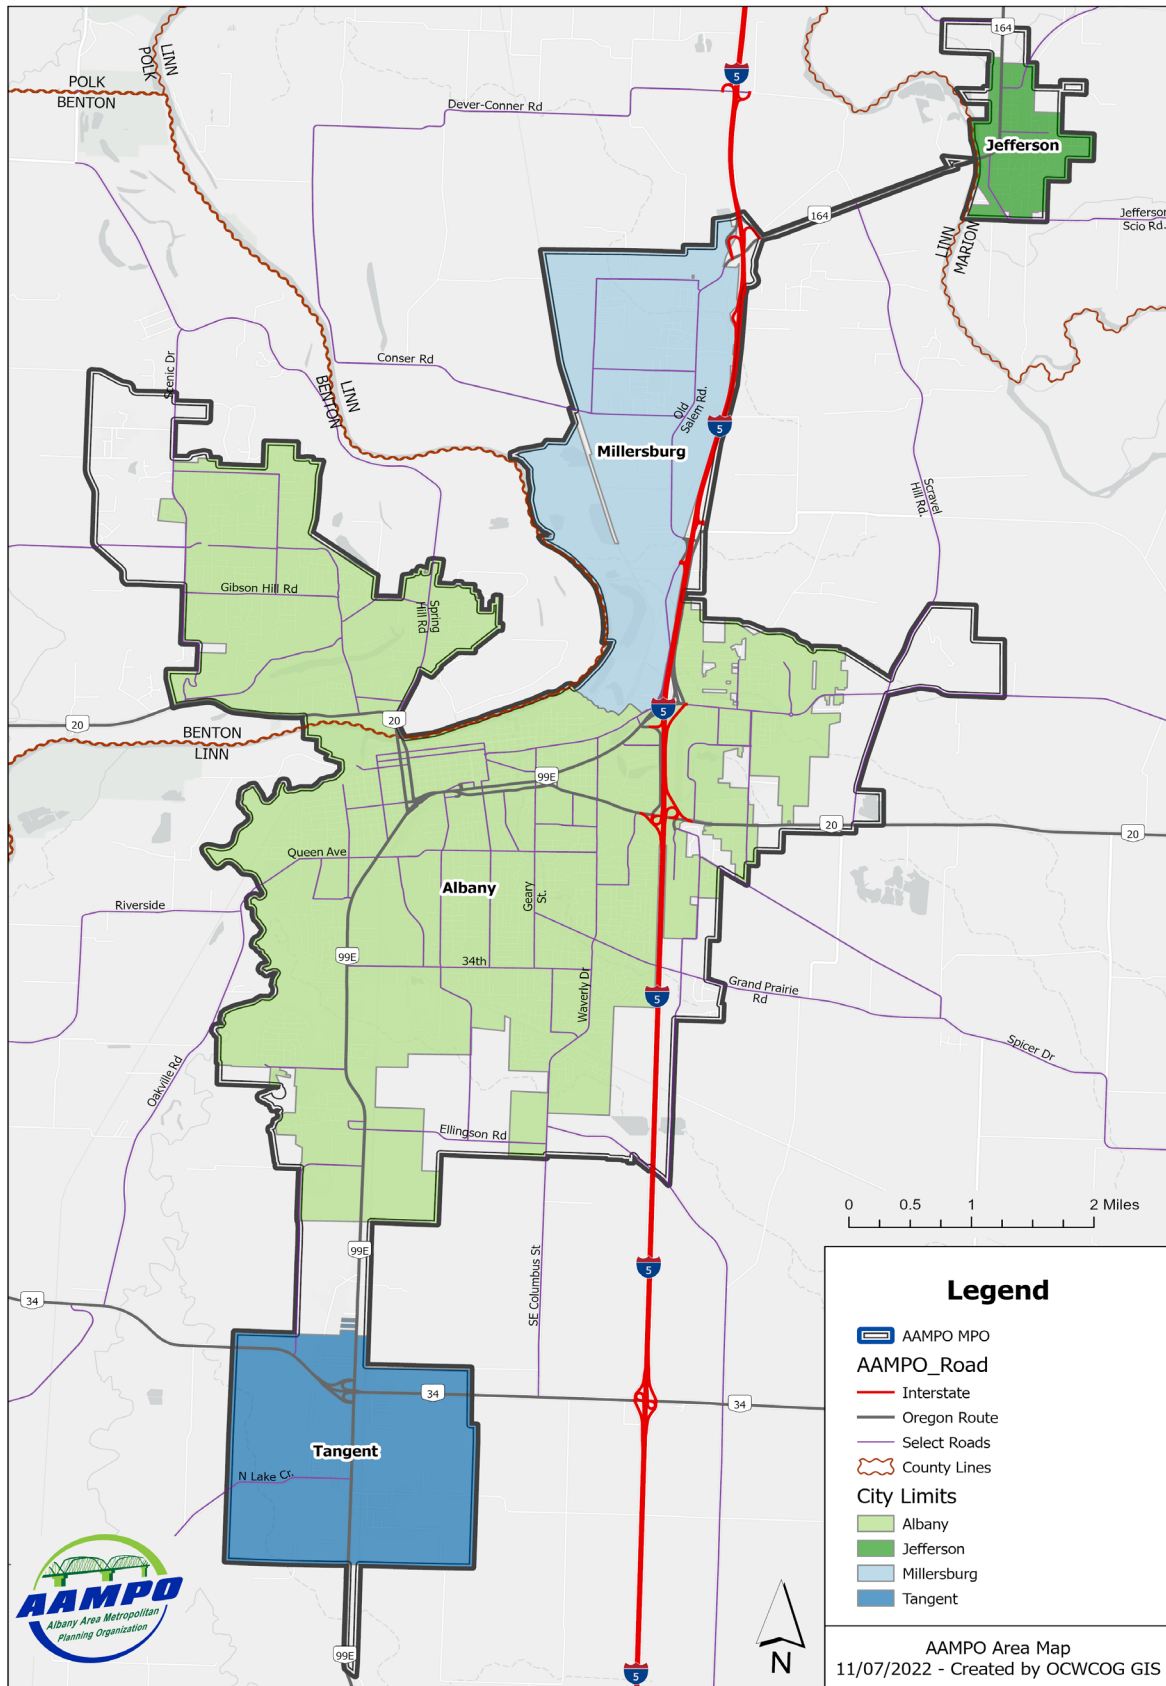 164
5
LINN
POLK
POLK
BENTON
Dever-Conner Rd
Jefferson
164
Jefferson
Scio Rd.
LINN
MARION
Scenic Dr
Conser Rd
LINN
BENTON
Old
Salem Rd.
5
Millersburg
Scravel
Hill Rd.
Gibson Hill Rd
Spring
Hill Rd
20
20
5
BENTON
LINN
99E
20
20
Queen Ave
Albany
Geary
St.
Riverside
99E
34th
Waverly Dr
5
Grand Prairie
Rd
Spicer Dr
Oakville Rd
Ellingson Rd
0 0.5 1 2 Miles
99E
SE Columbus St
5
34
34
34
Tangent
N Lake Cr.
99E
5
Legend
AAMPO MPO
AAMPO_Road
Interstate
Oregon Route
Select Roads
County Lines
City Limits
Albany
Jefferson
Millersburg
Tangent
AAMPO
Albany Area Metropolitan
Planning Organization
N
AAMPO Area Map
11/07/2022 - Created by OCWCOG GIS